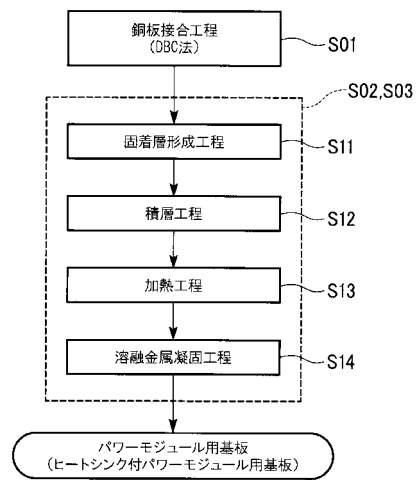 銅板接合工程
(DBC法)
S01
S02,S03
固着層形成工程
S11
積層工程
S12
加熱工程
S13
溶融金属凝固工程
S14
パワーモジュール用基板
(ヒートシンク付パワーモジュール用基板)